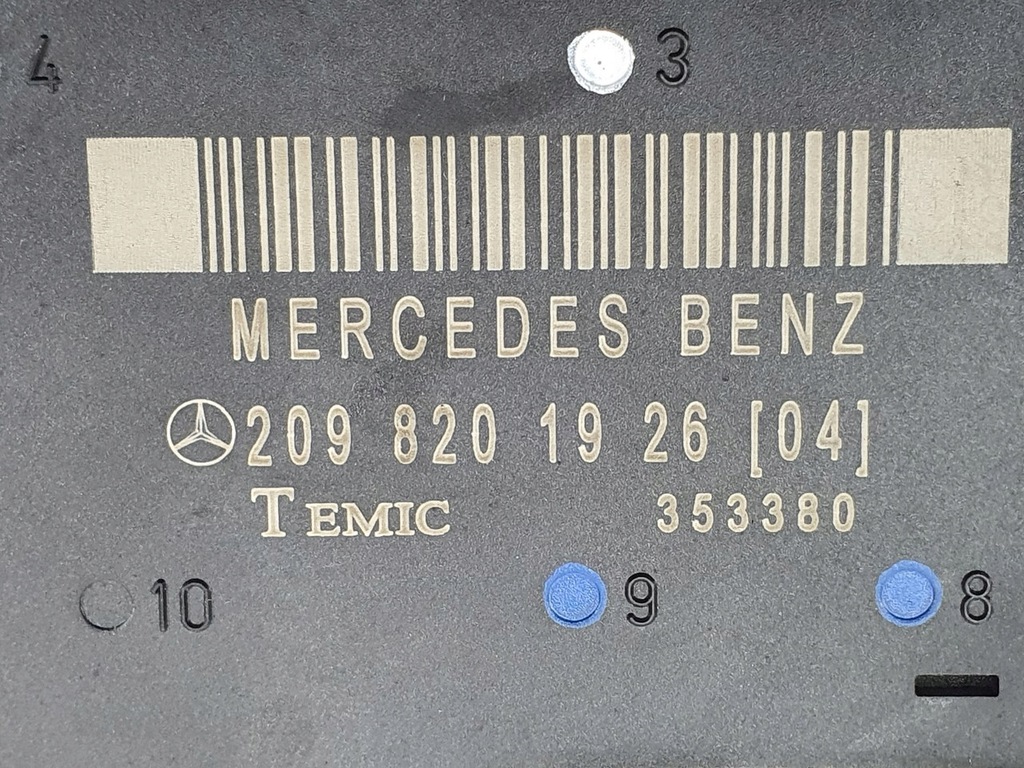 4 3
MERCEDES BENZ
209 820 19 26 [04]
TEMIC 353380
10 9 8